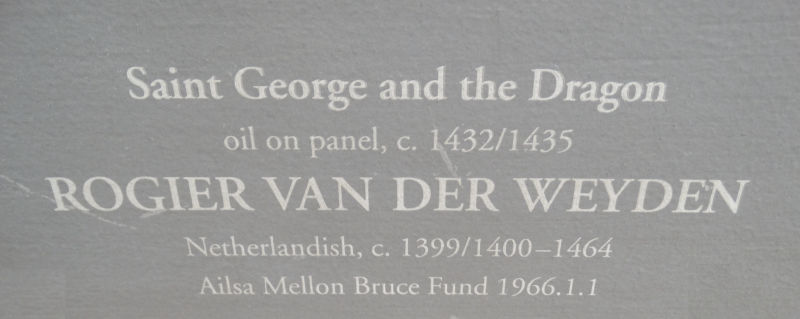 Saint George and the Dragon
oil on panel, c. 1432/1435
ROGIER VAN DER WEYDEN
Netherlandish, c. 1399/1400–1464
Ailsa Mellon Bruce Fund 1966.1.1